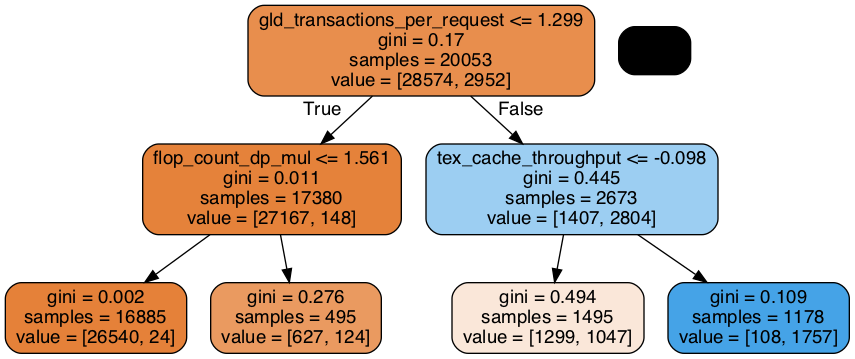 gld_transactions_per_request <= 1.299
gini = 0.17
samples = 20053
value = [28574, 2952]
True
False
flop_count_dp_mul <= 1.561
gini = 0.011
samples = 17380
value = [27167, 148]
tex_cache_throughput <= -0.098
gini = 0.445
samples = 2673
value = [1407, 2804]
gini = 0.002
samples = 16885
value = [26540, 24]
gini = 0.276
samples = 495
value = [627, 124]
gini = 0.494
samples = 1495
value = [1299, 1047]
gini = 0.109
samples = 1178
value = [108, 1757]